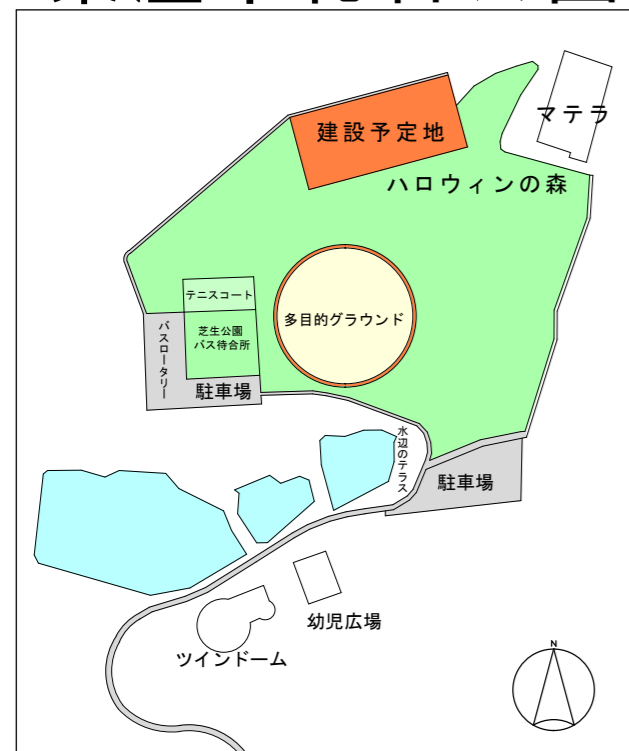 マテラ
建設予定地
ハロウィンの森
テニスコート
多目的グラウンド
芝生公園
バス待合所
バスロータリー
駐車場
水辺のテラス
駐車場
幼児広場
ツインドーム
N